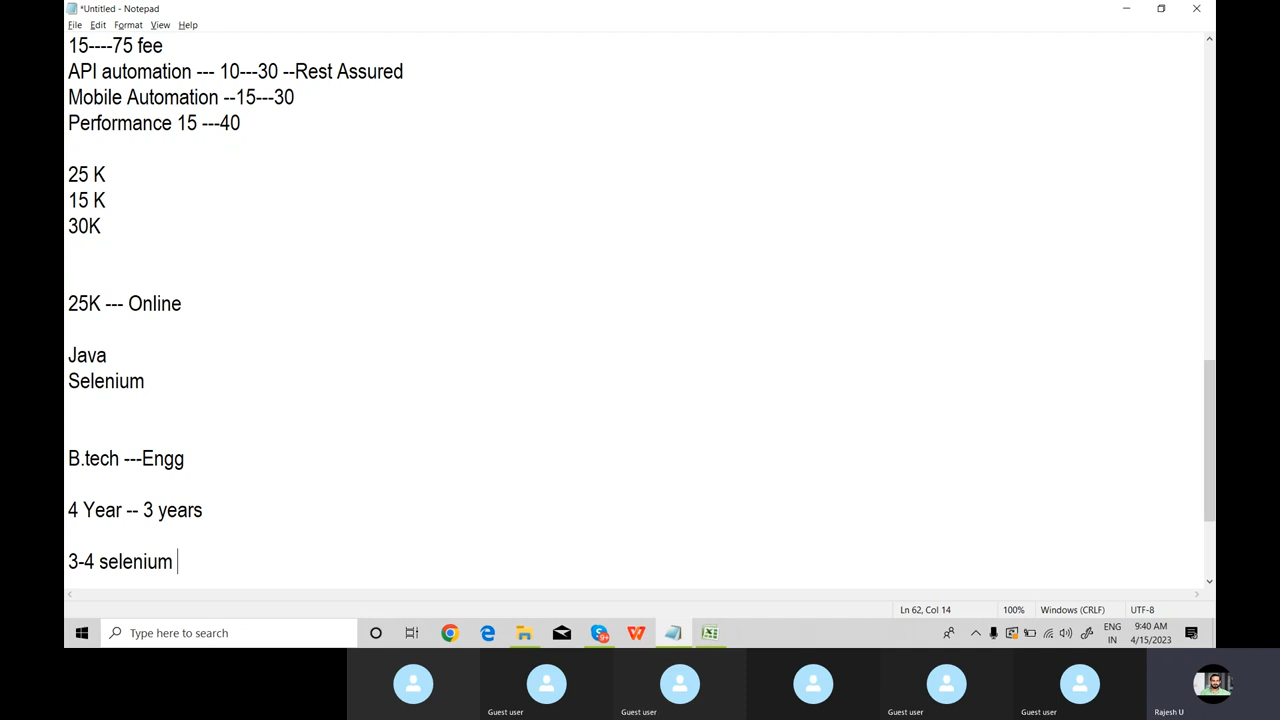 *Untitled - Notepad
File Edit Format View Help
15----75 fee
API automation --- 10---30 --Rest Assured
Mobile Automation --15---30
Performance 15 ---40
25 K
15 K
30K
25K --- Online
Java
Selenium
B.tech ---Engg
4 Year -- 3 years
3-4 selenium
Ln 62, Col 14 100% Windows (CRLF) UTF-8
Type here to search
ENG
IN
9:40 AM
4/15/2023
Guest user Guest user Guest user Guest user Rajesh U